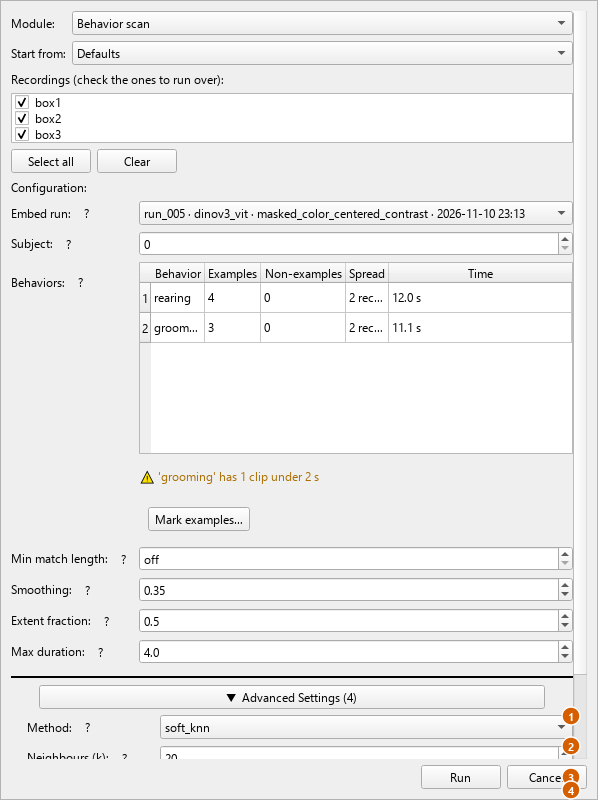 Module: Behavior scan
Start from: Defaults
Recordings (check the ones to run over):
box1
box2
box3
Select all Clear
Configuration:
Embed run: ? run_005 · dinov3_vit · masked_color_centered_contrast · 2026-11-10 23:13
Subject: ? 0
Behaviors: ?
Behavior Examples Non-examples Spread Time
1 rearing 4 0 2 rec... 12.0 s
2 groom... 3 0 2 rec... 11.1 s
'grooming' has 1 clip under 2 s
Mark examples...
Min match length: ? off
Smoothing: ? 0.35
Extent fraction: ? 0.5
Max duration: ? 4.0
▼ Advanced Settings (4)
Method: ? soft_knn 1
Neighbours (k): ? 20 2
Run Cance 3
4